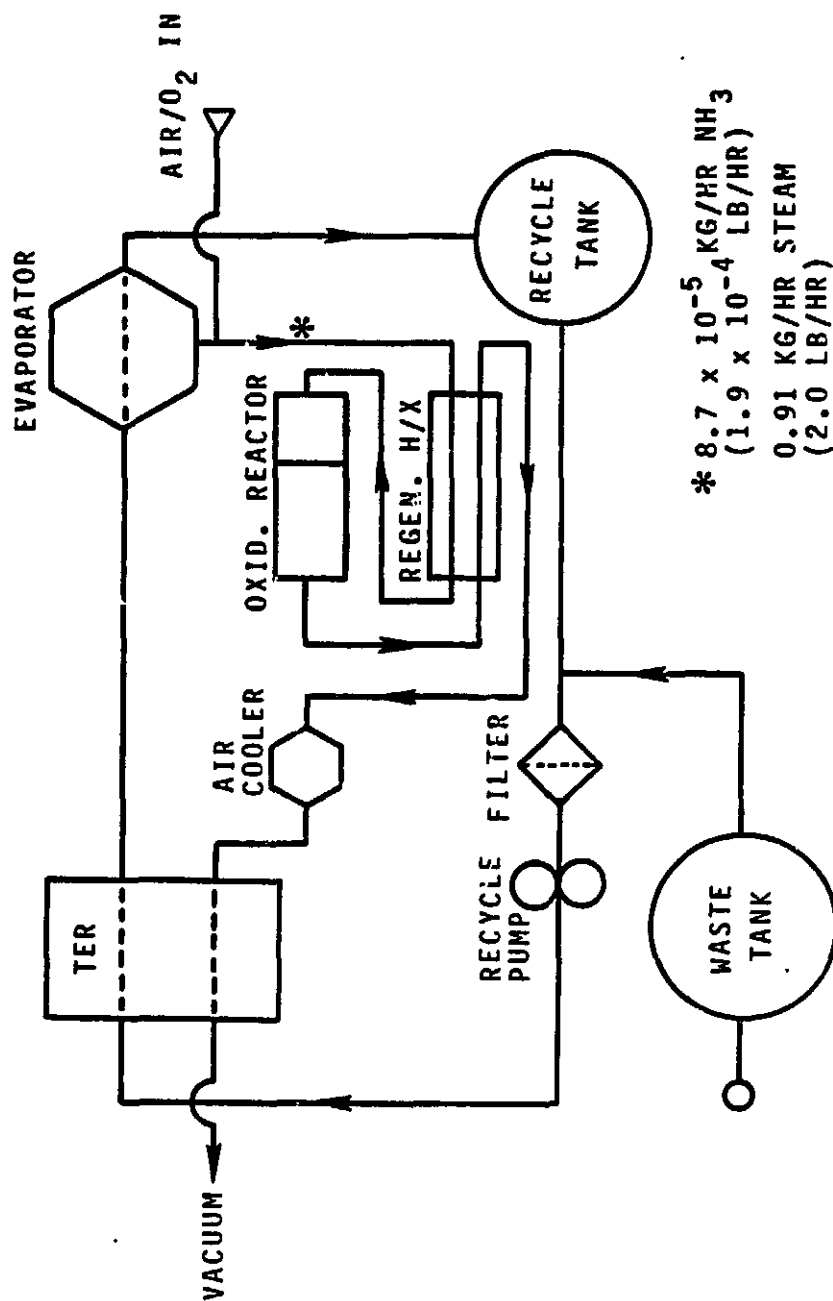 EVAPORATOR
AIR/O2 IN
TER
AIR
COOLER
OXID. REACTOR
REGEN. H/X
VACUUM
RECYCLE
PUMP
FILTER
RECYCLE
TANK
WASTE
TANK
*
* 8.7 x 10^-5 KG/HR NH3
(1.9 x 10^-4 LB/HR)
0.91 KG/HR STEAM
(2.0 LB/HR)